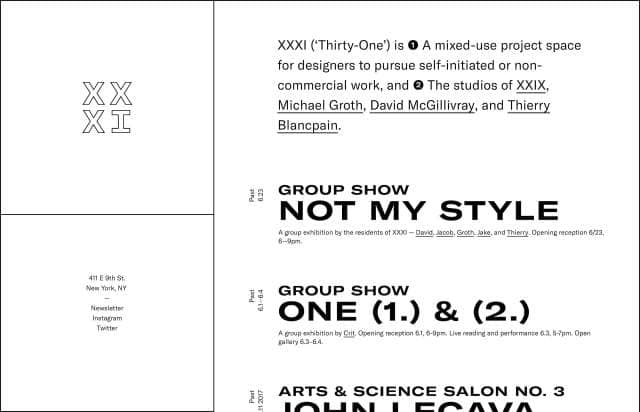 XX
XI
411 E 9th St.
New York, NY
—
Newsletter
Instagram
Twitter
XXXI (‘Thirty-One’) is ❶ A mixed-use project space
for designers to pursue self-initiated or non-
commercial work, and ❷ The studios of XXIX,
Michael Groth, David McGillivray, and Thierry
Blancpain.
Past
6.23
GROUP SHOW
NOT MY STYLE
A group exhibition by the residents of XXXI — David, Jacob, Groth, Jake, and Thierry. Opening reception 6/23,
6—9pm.
Past
6.1–6.4
GROUP SHOW
ONE (1.) & (2.)
A group exhibition by Crit. Opening reception 6.1, 6-9pm. Live reading and performance 6.3, 5-7pm. Open
gallery 6.3–6.4.
Past
ARTS & SCIENCE SALON NO. 3
JOHN LECAVA